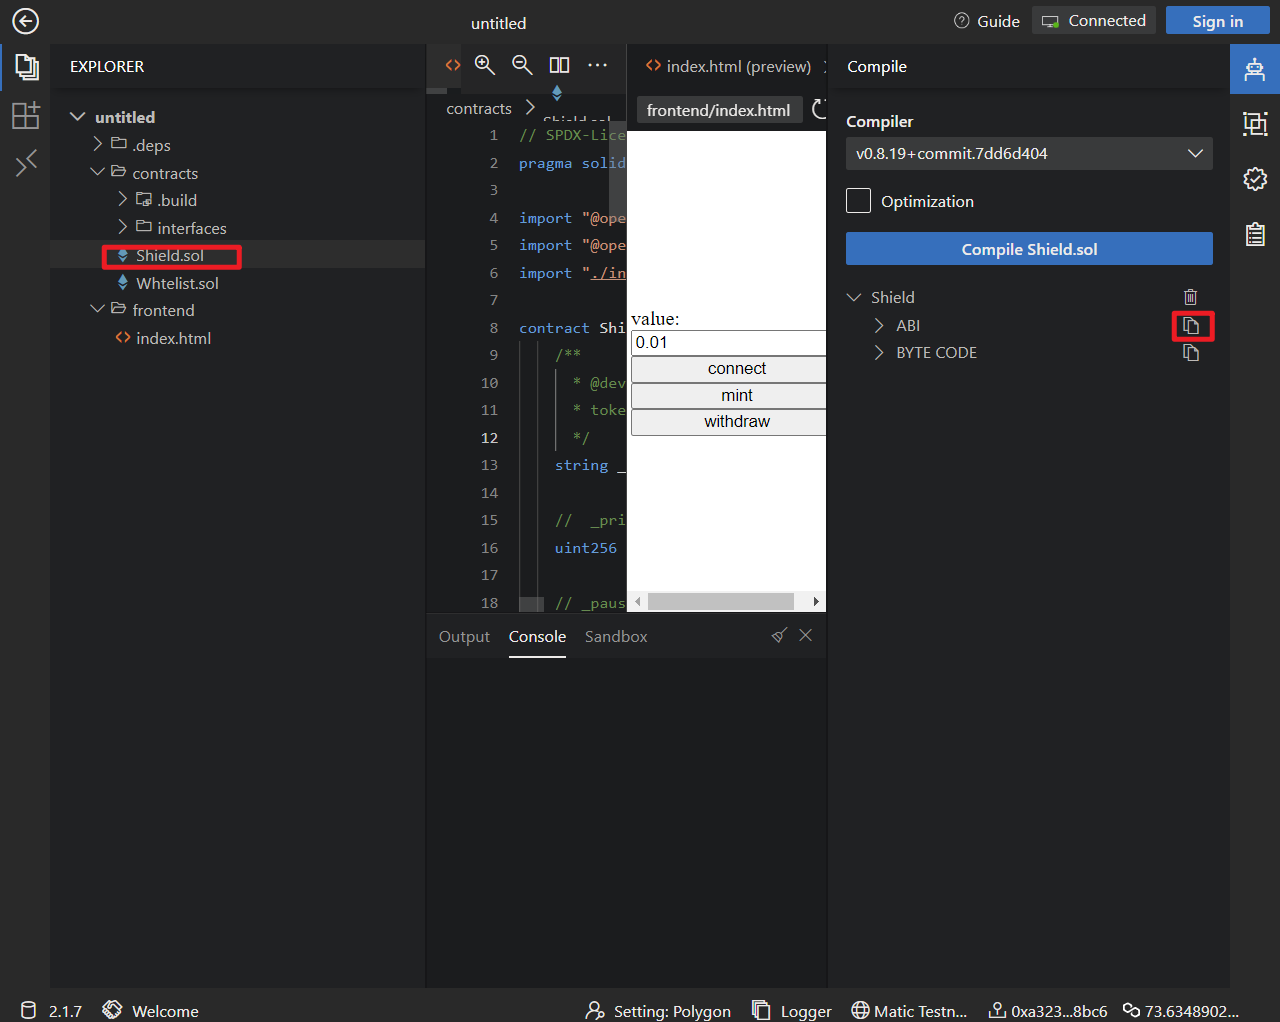 untitled
Guide
Connected
Sign in
EXPLORER
untitled
.deps
contracts
.build
interfaces
Shield.sol
Whtelist.sol
frontend
index.html
contracts
Shield.sol
1 // SPDX-Lice
2 pragma solid
3
4 import "@ope
5 import "@ope
6 import "./in
7
8 contract Shi
9 /**
10 * @dev
11 * toke
12 */
13 string _
14
15 // _pri
16 uint256
17
18 // _paus
index.html (preview)
frontend/index.html
value:
0.01
connect
mint
withdraw
Output Console Sandbox
Compile
Compiler
v0.8.19+commit.7dd6d404
Optimization
Compile Shield.sol
Shield
ABI
BYTE CODE
2.1.7
Welcome
Setting: Polygon
Logger
Matic Testn...
0xa323...8bc6
73.6348902...